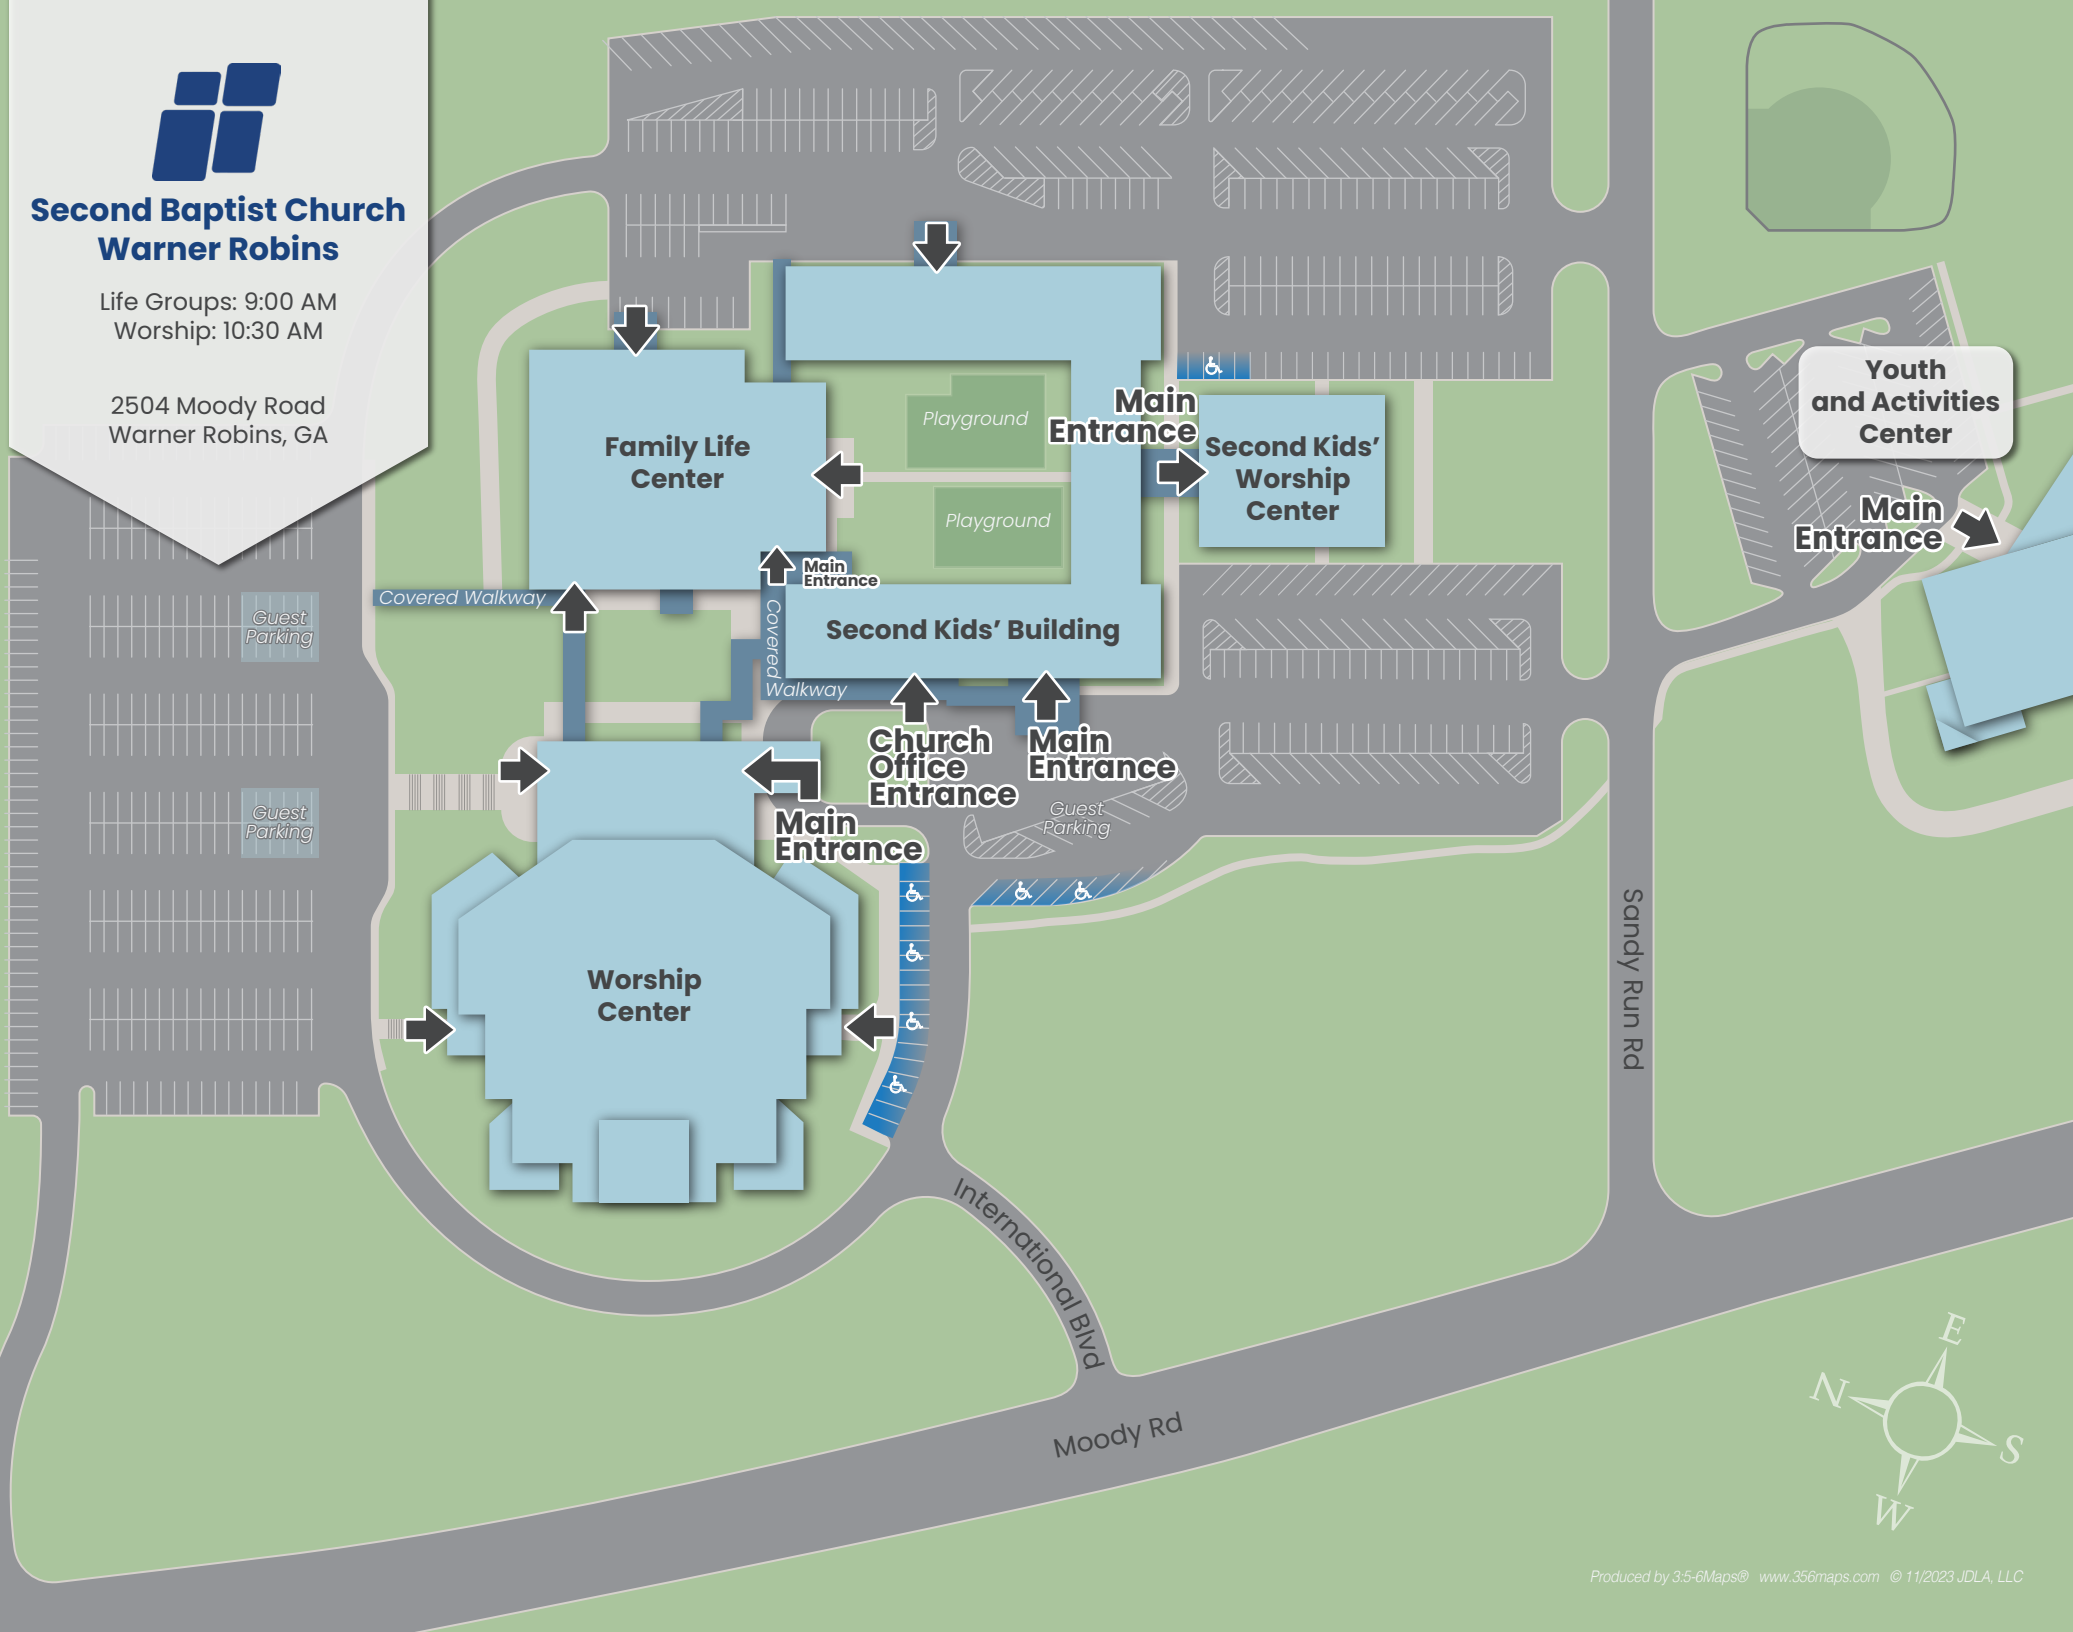 Second Baptist Church
Warner Robins
Life Groups: 9:00 AM
Worship: 10:30 AM
2504 Moody Road
Warner Robins, GA
Family Life
Center
Playground
Playground
Main
Entrance
Second Kids’
Worship
Center
Youth
and Activities
Center
Main
Entrance
Main
Entrance
Covered Walkway
Covered
Walkway
Second Kids’ Building
Guest
Parking
Guest
Parking
Church
Office
Entrance
Main
Entrance
Main
Entrance
Guest
Parking
Worship
Center
Sandy Run Rd
International Blvd
Moody Rd
E
N
S
W
Produced by 3:5-6Maps® www.356maps.com © 11/2023 JDLA, LLC